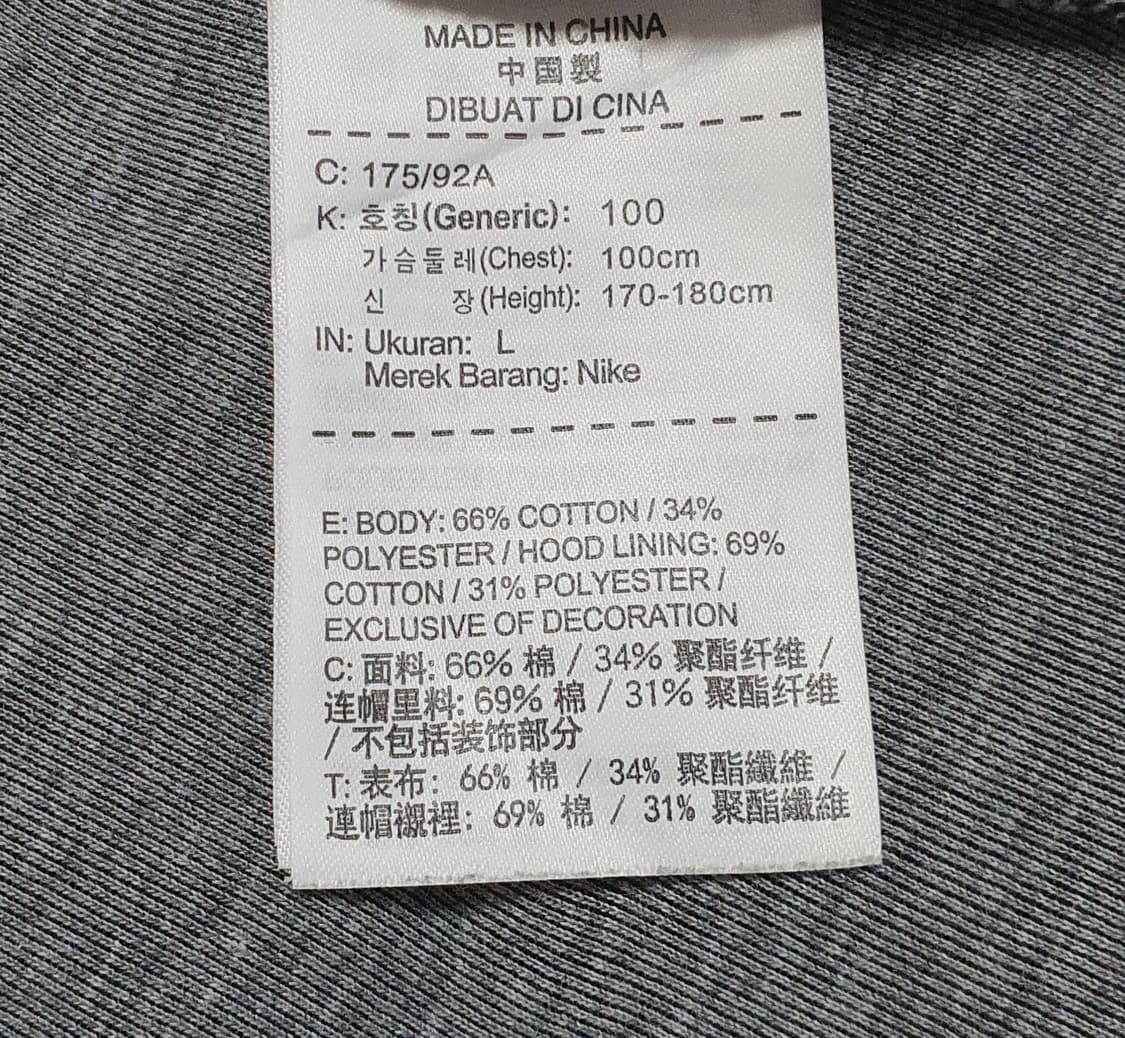 MADE IN CHINA
中国製
DIBUAT DI CINA
C: 175/92A
K: 호칭(Generic): 100
가슴둘레(Chest): 100cm
신 장(Height): 170-180cm
IN: Ukuran: L
Merek Barang: Nike
E: BODY: 66% COTTON / 34%
POLYESTER / HOOD LINING: 69%
COTTON / 31% POLYESTER /
EXCLUSIVE OF DECORATION
C: 面料: 66% 棉 / 34% 聚酯纤维 /
连帽里料: 69% 棉 / 31% 聚酯纤维
/ 不包括装饰部分
T: 表布: 66% 棉 / 34% 聚酯纖維 /
連帽襯裡: 69% 棉 / 31% 聚酯纖維